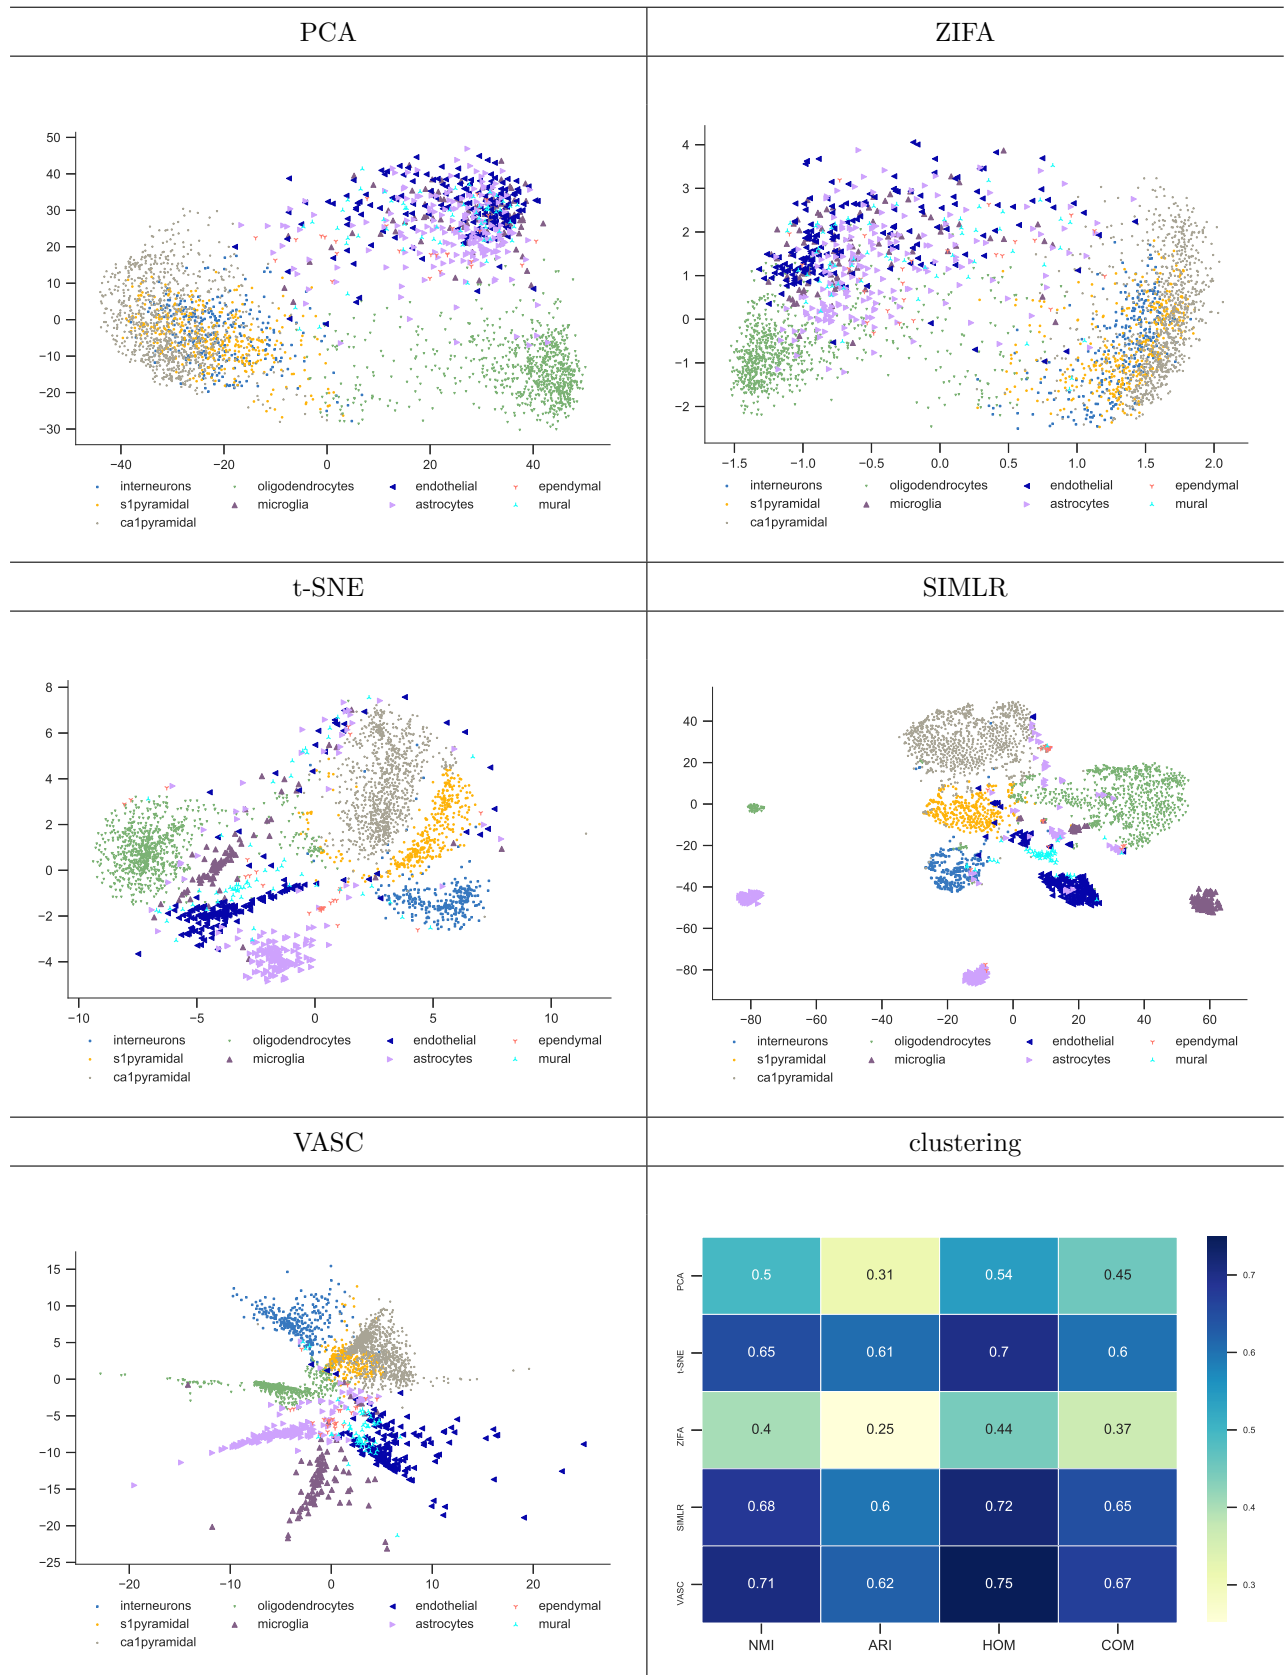 PCA
ZIFA
50
40
30
20
10
0
−10
−20
−30
−40
−20
0
20
40
interneurons
oligodendrocytes
endothelial
ependymal
s1pyramidal
microglia
astrocytes
mural
ca1pyramidal
4
3
2
1
0
−1
−2
−1.5
−1.0
−0.5
0.0
0.5
1.0
1.5
2.0
interneurons
oligodendrocytes
endothelial
ependymal
s1pyramidal
microglia
astrocytes
mural
ca1pyramidal
t-SNE
SIMLR
8
6
4
2
0
−2
−4
−10
−5
0
5
10
interneurons
oligodendrocytes
endothelial
ependymal
s1pyramidal
microglia
astrocytes
mural
ca1pyramidal
40
20
0
−20
−40
−60
−80
−80
−60
−40
−20
0
20
40
60
interneurons
oligodendrocytes
endothelial
ependymal
s1pyramidal
microglia
astrocytes
mural
ca1pyramidal
VASC
clustering
15
10
5
0
−5
−10
−15
−20
−25
−20
−10
0
10
20
interneurons
oligodendrocytes
endothelial
ependymal
s1pyramidal
microglia
astrocytes
mural
ca1pyramidal
PCA 0.5 0.31 0.54 0.45
t-SNE 0.65 0.61 0.7 0.6
ZIFA 0.4 0.25 0.44 0.37
SIMLR 0.68 0.6 0.72 0.65
VASC 0.71 0.62 0.75 0.67
NMI ARI HOM COM
0.7
0.6
0.5
0.4
0.3